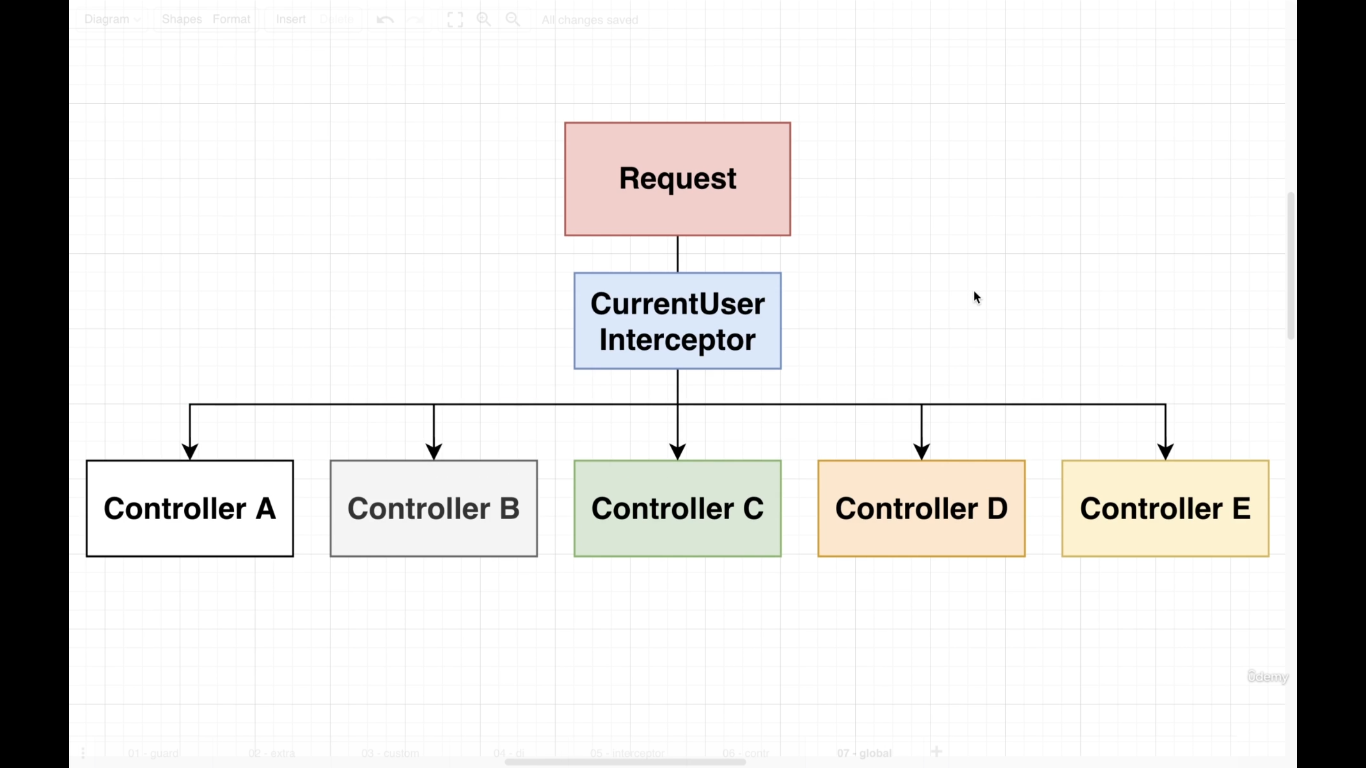 Diagram Shapes Format Insert Delete All changes saved
Request
CurrentUser
Interceptor
Controller A Controller B Controller C Controller D Controller E
ûdemy
01 - guard 02 - extra 03 - custom 04 - di 05 - interceptor 06 - contr 07 - global